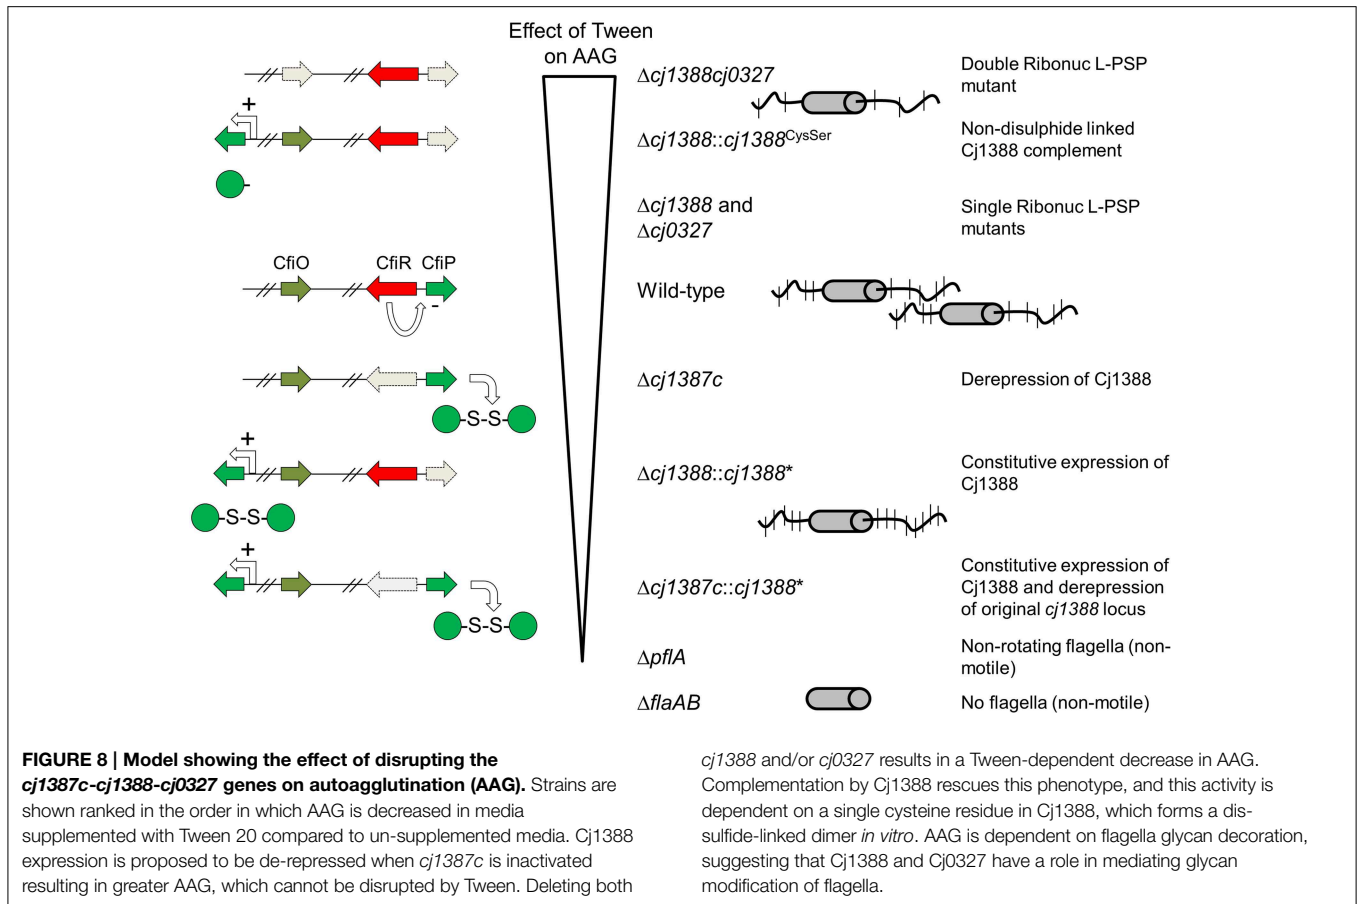 Effect of Tween
on AAG
Δcj1388cj0327
Double Ribonuc L-PSP
mutant
+
Δcj1388::cj1388CysSer
Non-disulphide linked
Cj1388 complement
-
Δcj1388 and
Δcj0327
Single Ribonuc L-PSP
mutants
CfiO CfiR CfiP
-
Wild-type
Δcj1387c
Derepression of Cj1388
-S-S-
+
Δcj1388::cj1388*
Constitutive expression of
Cj1388
-S-S-
+
Δcj1387c::cj1388*
Constitutive expression of
Cj1388 and derepression
of original cj1388 locus
-S-S-
ΔpflA
Non-rotating flagella (non-
motile)
ΔflaAB
No flagella (non-motile)
FIGURE 8 | Model showing the effect of disrupting the
cj1387c-cj1388-cj0327 genes on autoagglutination (AAG). Strains are
shown ranked in the order in which AAG is decreased in media
supplemented with Tween 20 compared to un-supplemented media. Cj1388
expression is proposed to be de-repressed when cj1387c is inactivated
resulting in greater AAG, which cannot be disrupted by Tween. Deleting both
cj1388 and/or cj0327 results in a Tween-dependent decrease in AAG.
Complementation by Cj1388 rescues this phenotype, and this activity is
dependent on a single cysteine residue in Cj1388, which forms a dis-
sulfide-linked dimer in vitro. AAG is dependent on flagella glycan decoration,
suggesting that Cj1388 and Cj0327 have a role in mediating glycan
modification of flagella.